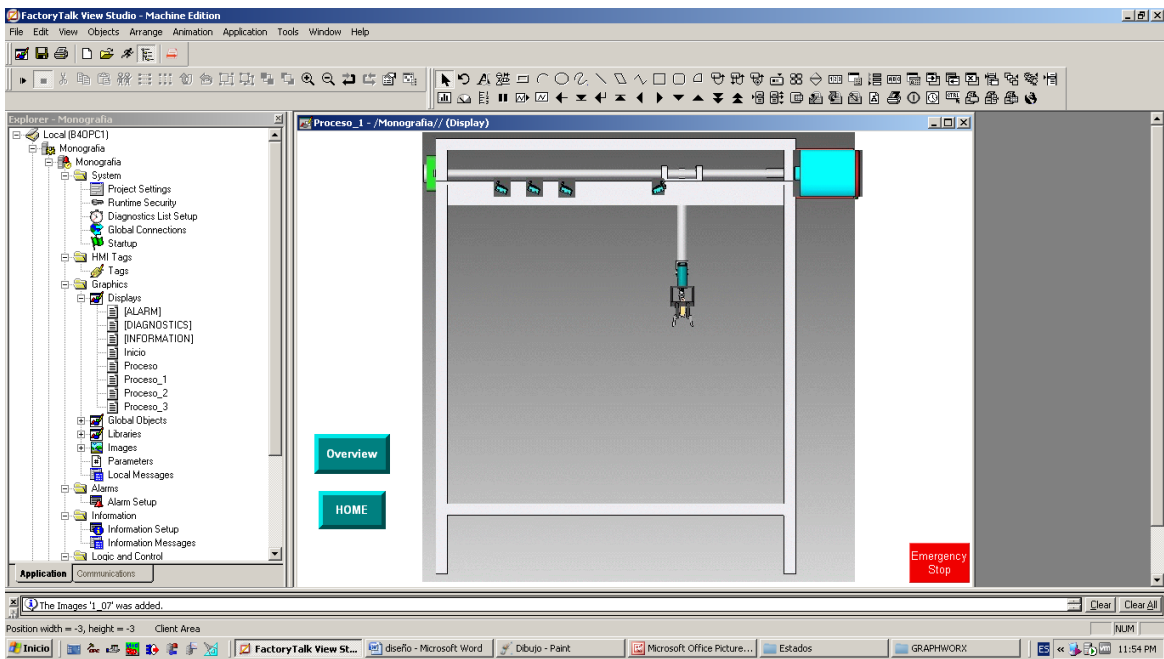 FactoryTalk View Studio - Machine Edition
File Edit View Objects Arrange Animation Application Tools Window Help
Explorer - Monografia
Local (B40PC1)
Monografia
Monografia
System
Project Settings
Runtime Security
Diagnostics List Setup
Global Connections
Startup
HMI Tags
Tags
Graphics
Displays
[ALARM]
[DIAGNOSTICS]
[INFORMATION]
Inicio
Proceso
Proceso_1
Proceso_2
Proceso_3
Global Objects
Libraries
Images
Parameters
Local Messages
Alarms
Alarm Setup
Information
Information Setup
Information Messages
Logic and Control
Application Communications
Proceso_1 - /Monografia// (Display)
Overview
HOME
Emergency
Stop
The Images '1_07' was added.
Clear Clear All
Position width = -3, height = -3 Client Area
NUM
Inicio
FactoryTalk View St...
diseño - Microsoft Word
Dibujo - Paint
Microsoft Office Picture...
Estados
GRAPHWORX
ES
11:54 PM